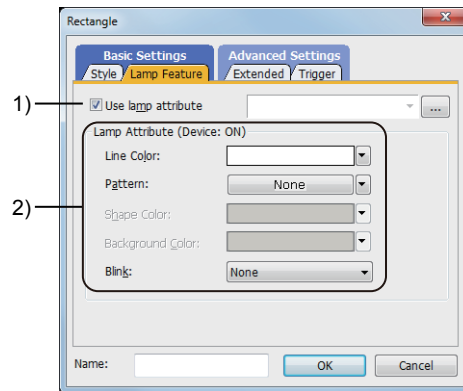 Rectangle
Basic Settings Advanced Settings
Style Lamp Feature Extended Trigger
1) Use lamp attribute ...
Lamp Attribute (Device: ON)
Line Color:
Pattern: None
2) Shape Color:
Background Color:
Blink: None
Name: OK Cancel